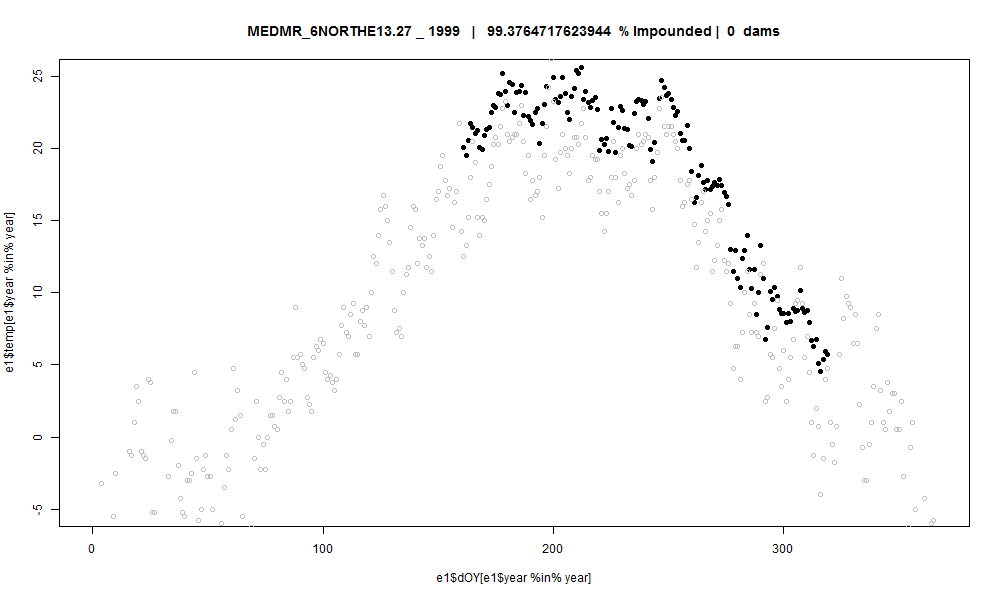 MEDMR_6NORTHE13.27 _ 1999 | 99.3764717623944 % Impounded | 0 dams
e1$temp[e1$year %in% year]
25
20
15
10
5
0
-5
0 100 200 300
e1$dOY[e1$year %in% year]